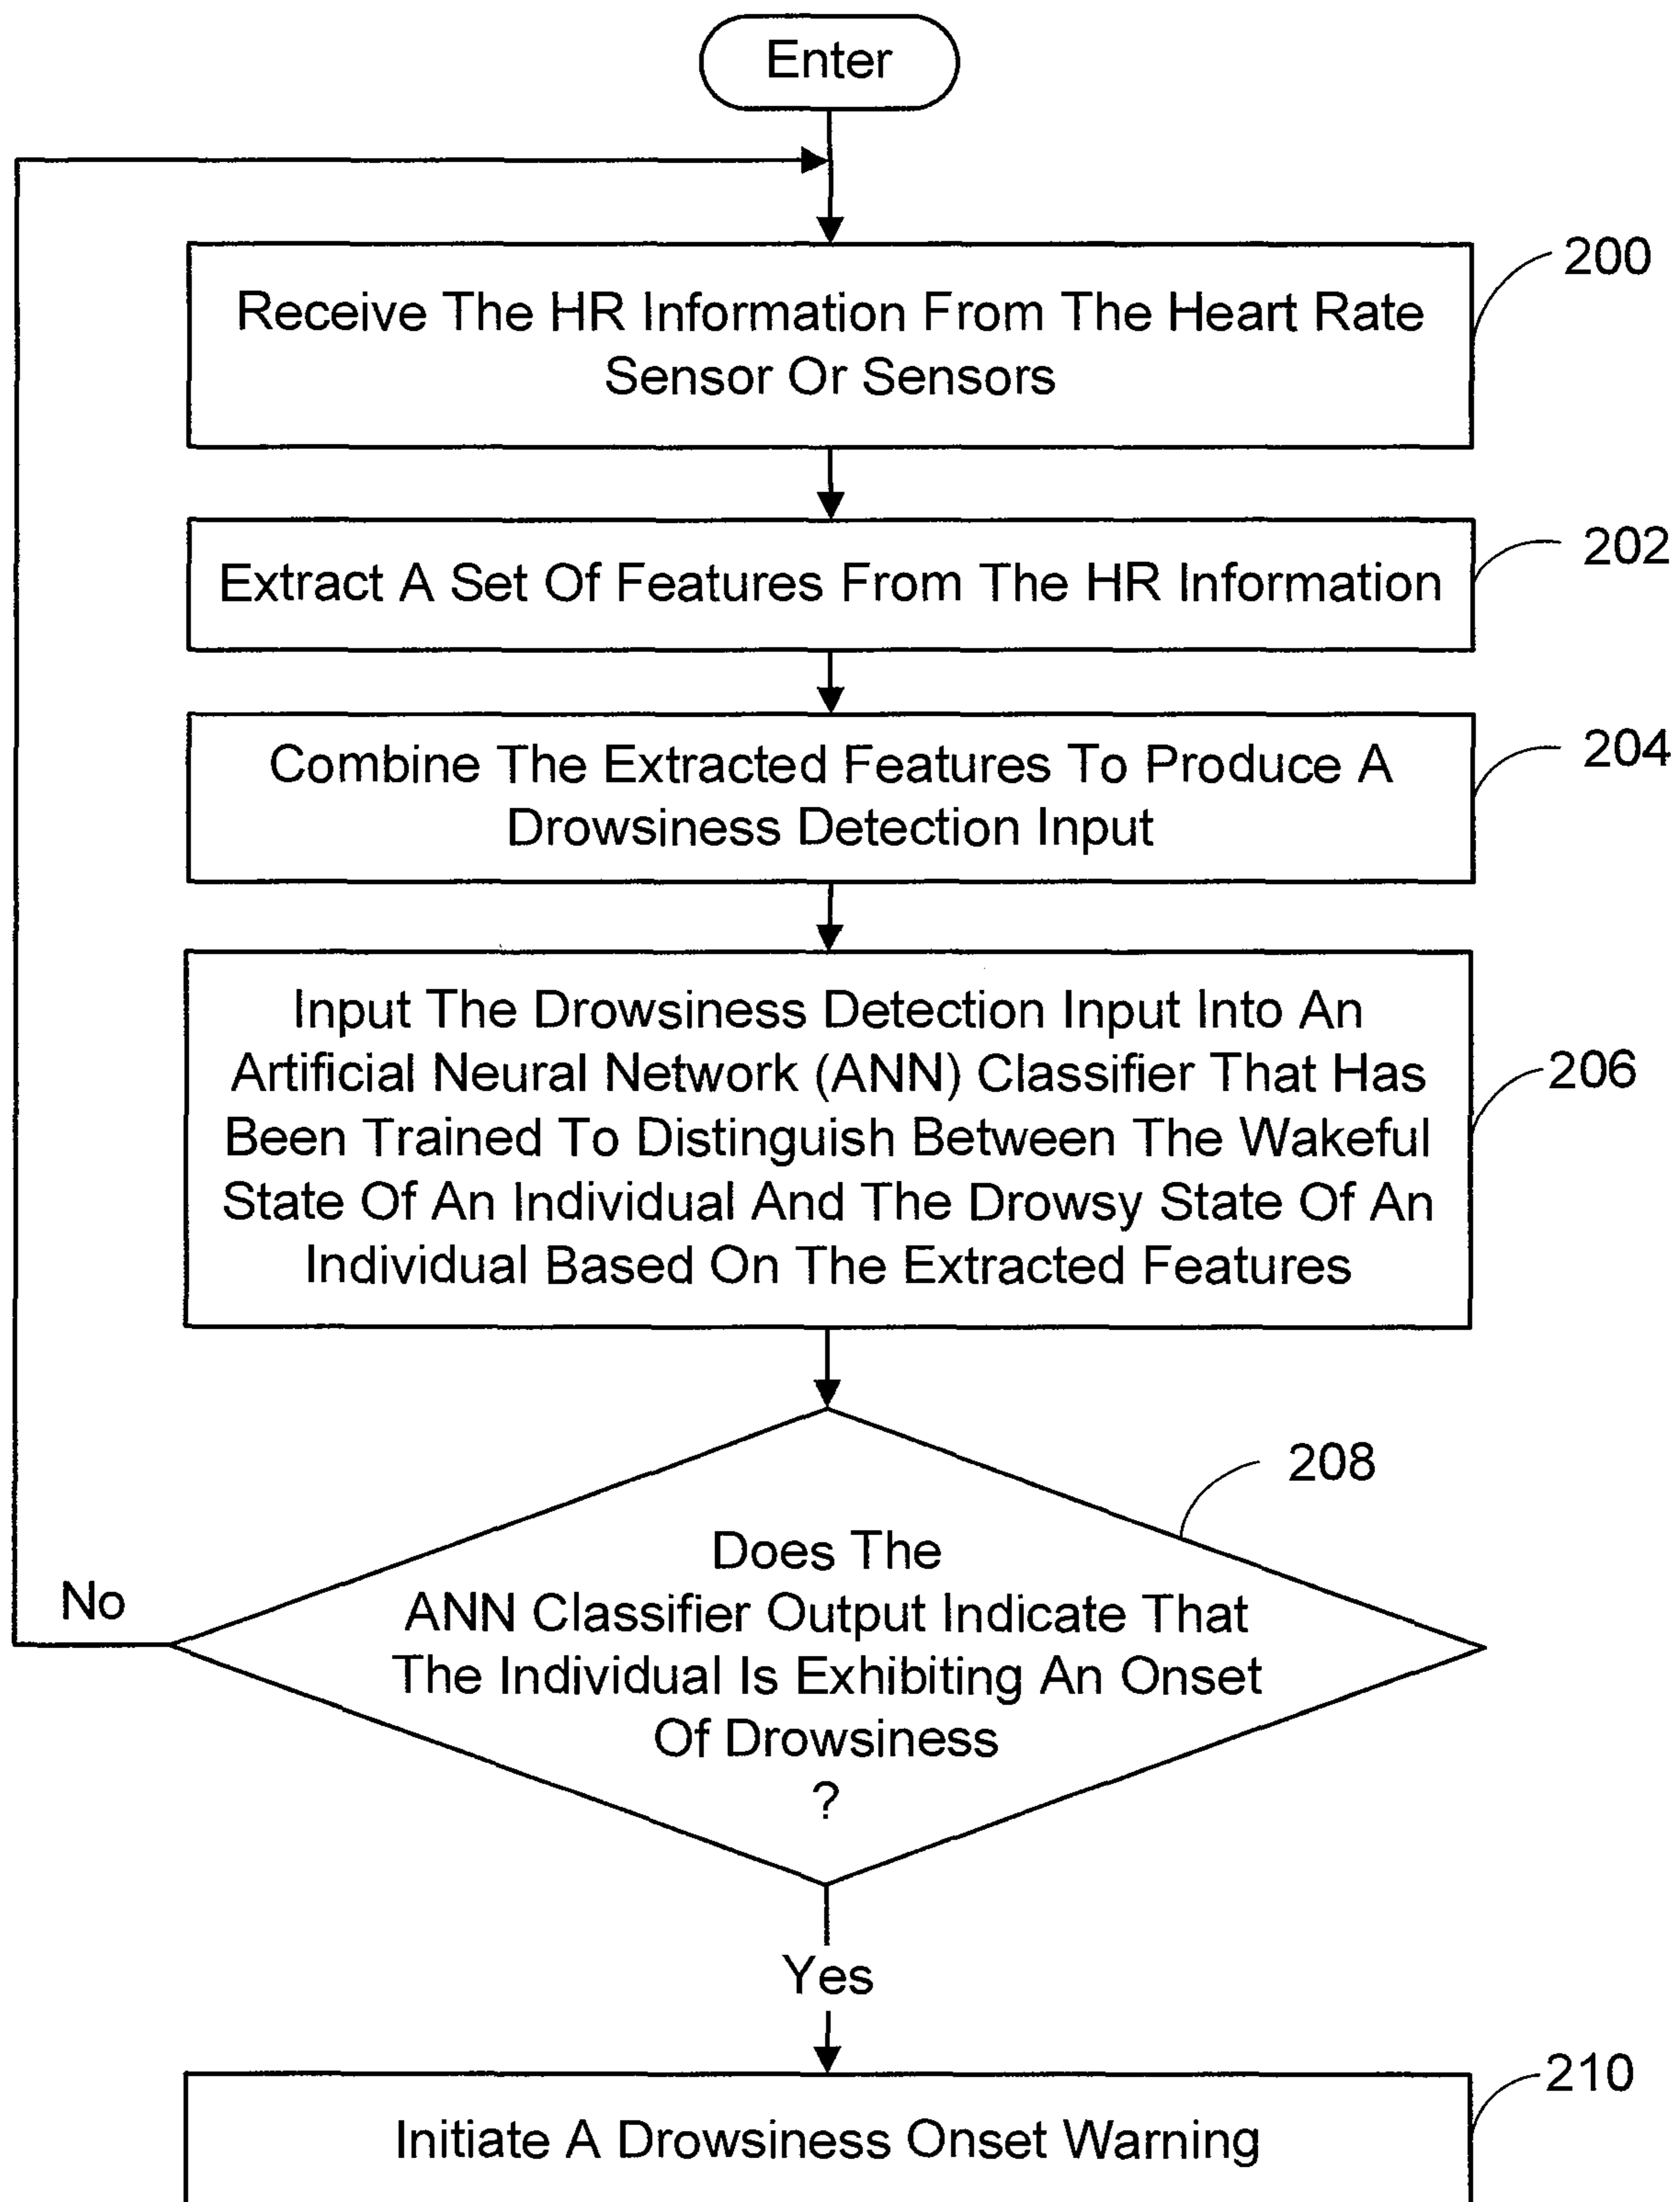 Enter
200
Receive The HR Information From The Heart Rate
Sensor Or Sensors
202
Extract A Set Of Features From The HR Information
204
Combine The Extracted Features To Produce A
Drowsiness Detection Input
206
Input The Drowsiness Detection Input Into An
Artificial Neural Network (ANN) Classifier That Has
Been Trained To Distinguish Between The Wakeful
State Of An Individual And The Drowsy State Of An
Individual Based On The Extracted Features
208
Does The
ANN Classifier Output Indicate That
The Individual Is Exhibiting An Onset
Of Drowsiness
?
No
Yes
210
Initiate A Drowsiness Onset Warning